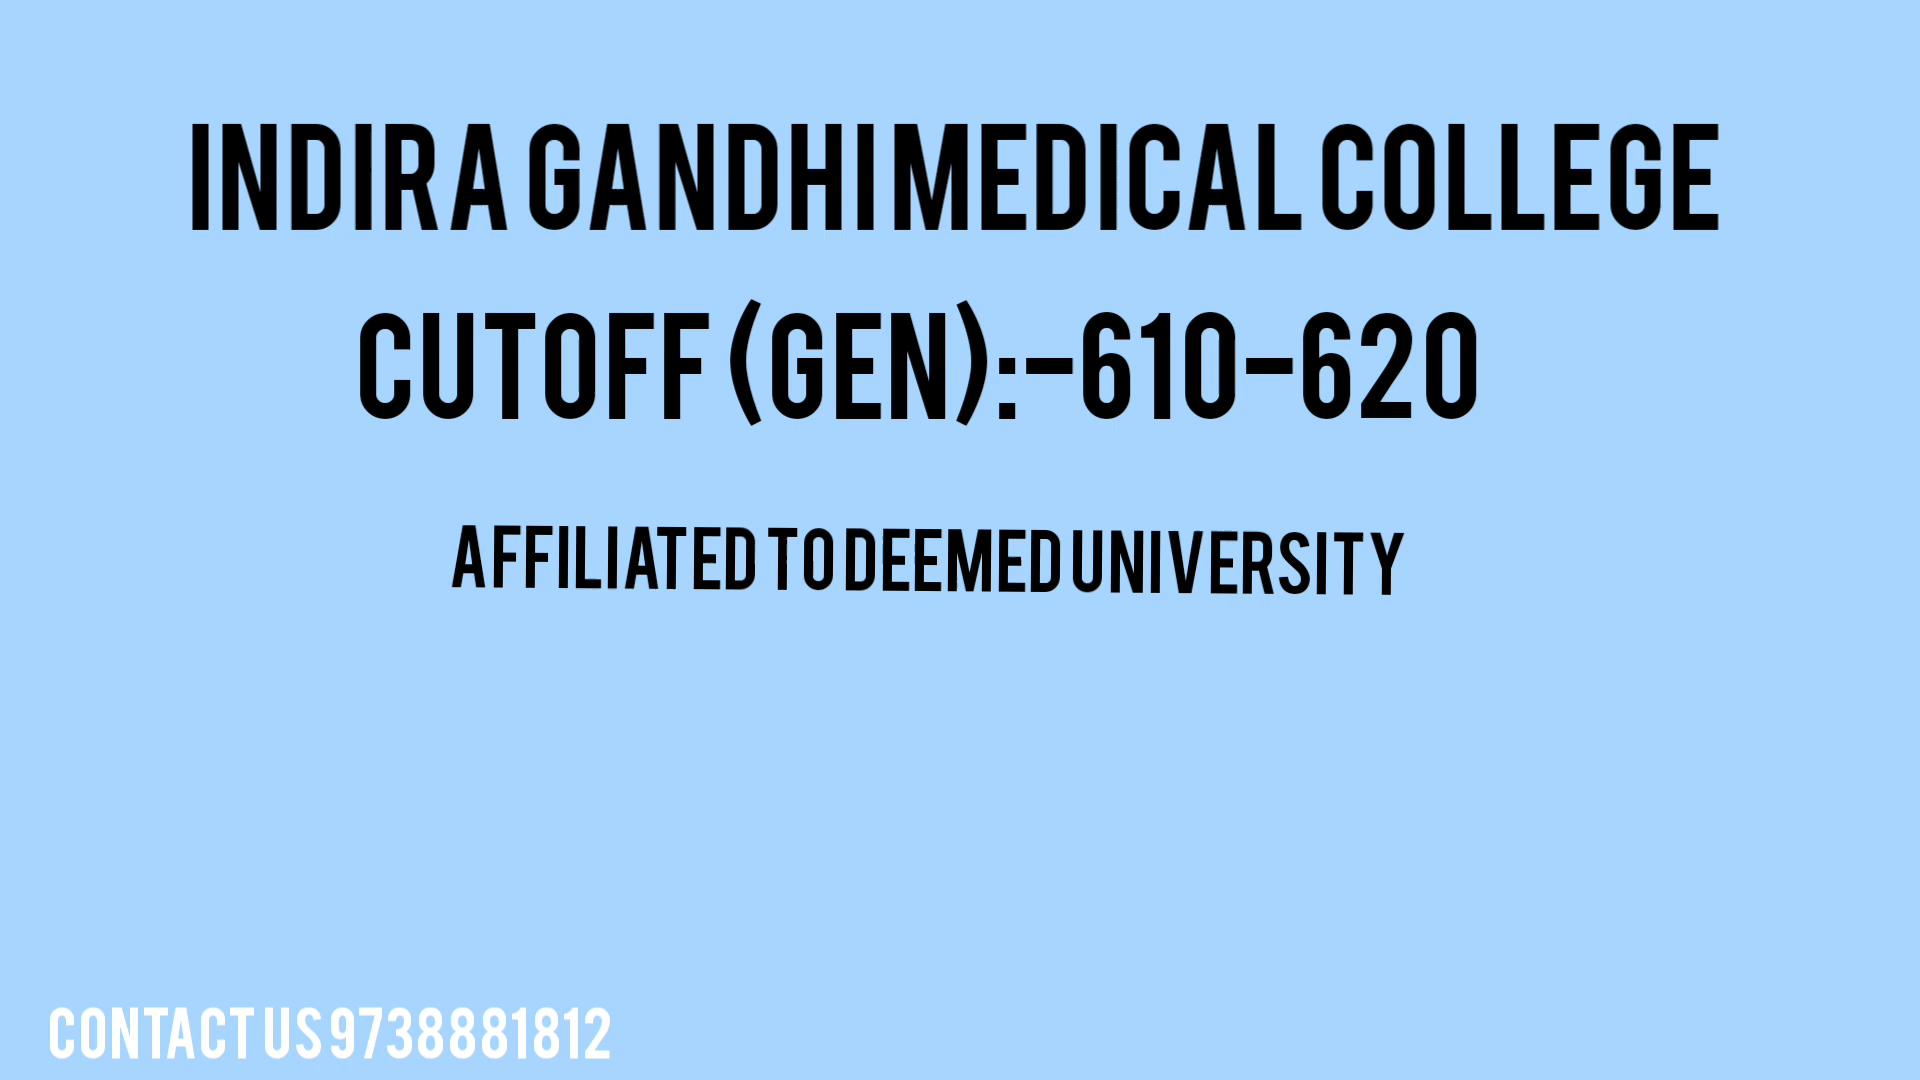 INDIRA GANDHI MEDICAL COLLEGE
CUTOFF (GEN):-610-620
AFFILIATED TO DEEMED UNIVERSITY
CONTACT US 9738881812